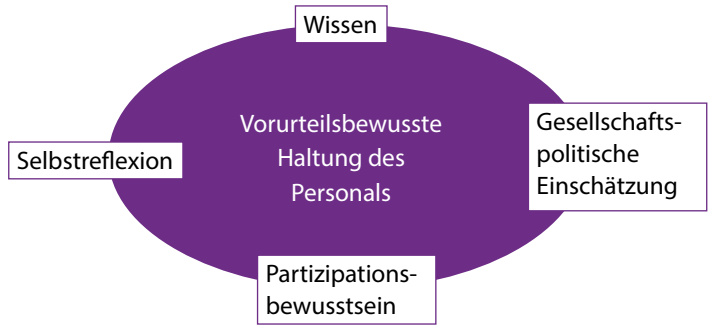 Wissen
Vorurteilsbewusste
Haltung des
Personals
Gesellschafts-
politische
Einschätzung
Selbstreflexion
Partizipations-
bewusstsein